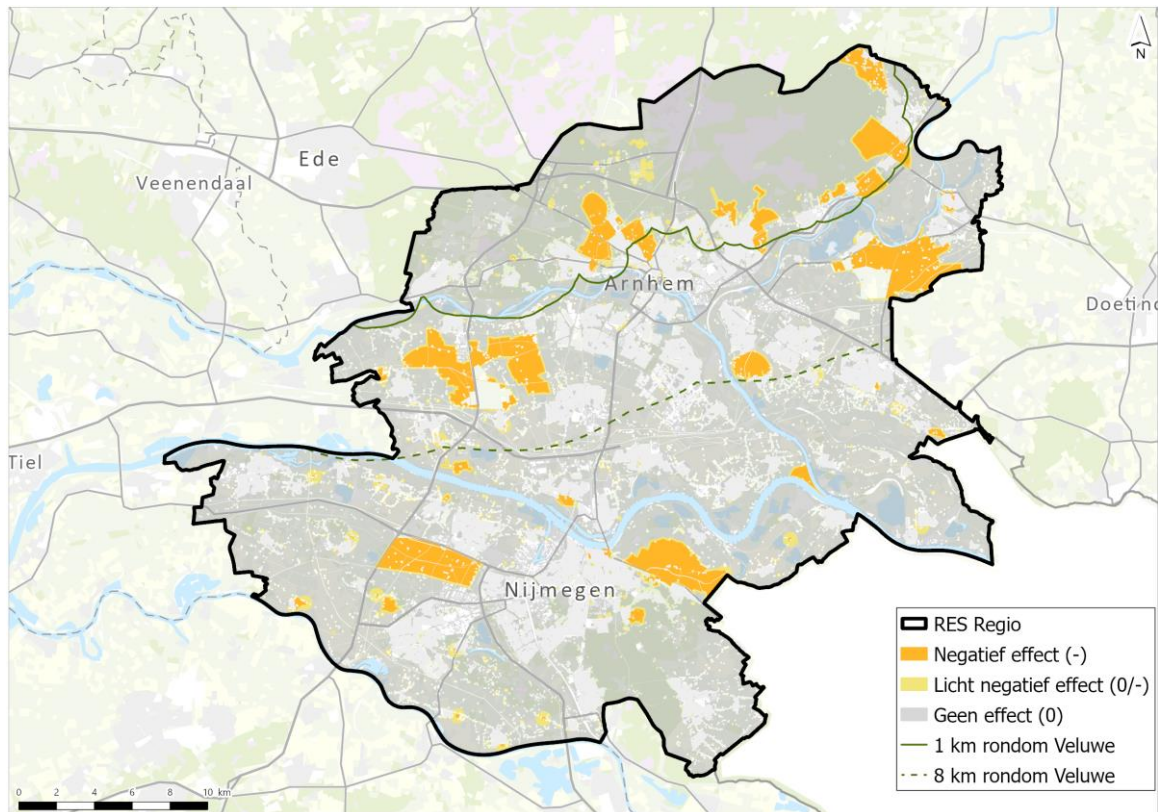 N
Ede
Veenendaal
Arnhem
Doetinc
Tiel
Nijmegen
RES Regio
Negatief effect (-)
Licht negatief effect (0/-)
Geen effect (0)
1 km rondom Veluwe
8 km rondom Veluwe
0 2 4 6 8 10 km